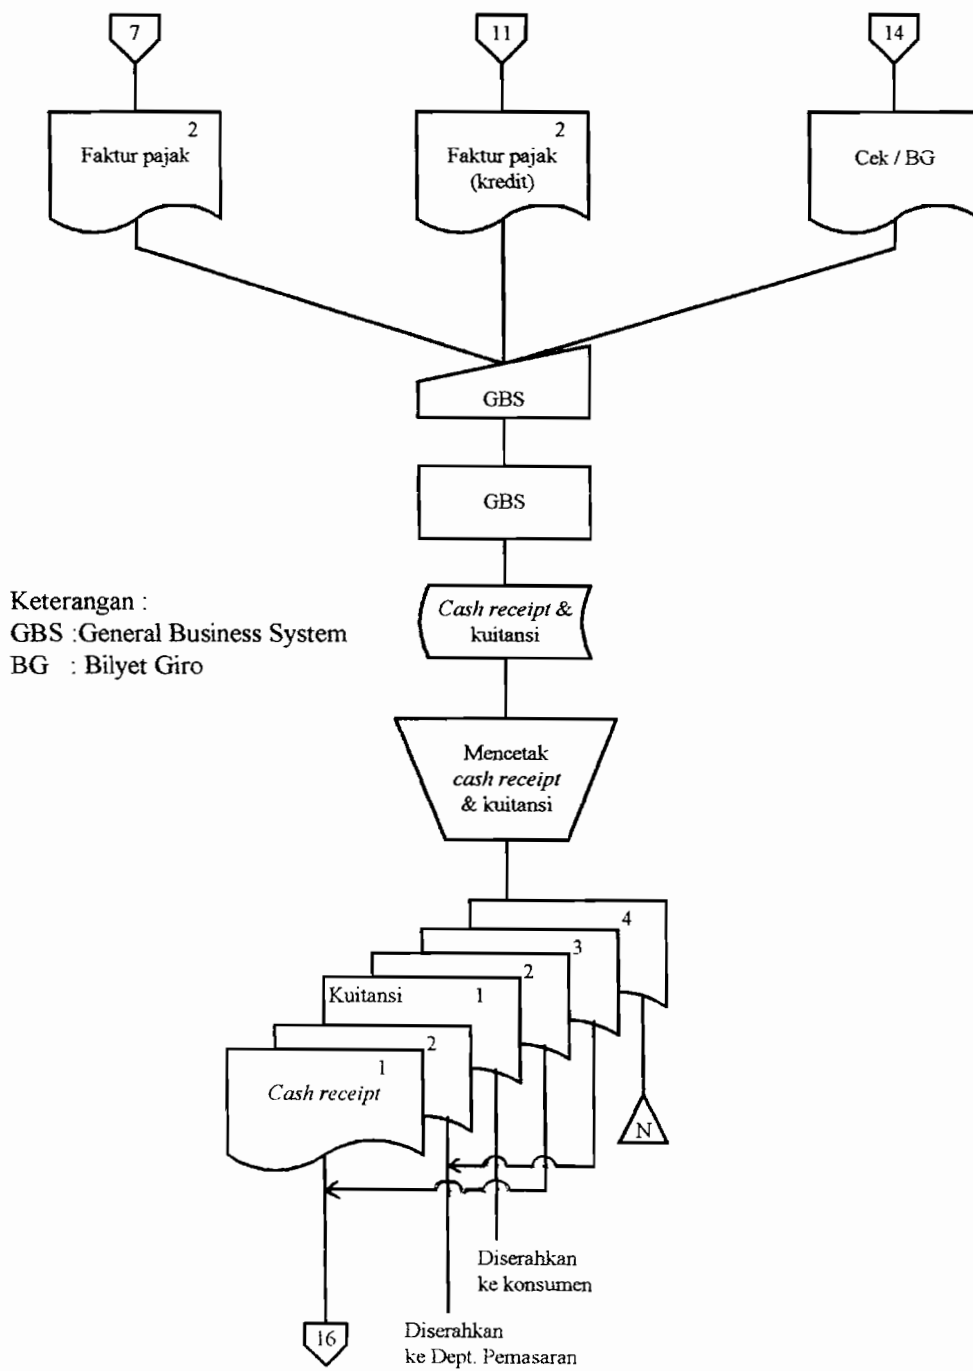 7
11
14
2
Faktur pajak
2
Faktur pajak
(kredit)
Cek / BG
GBS
GBS
Keterangan :
GBS :General Business System
BG : Bilyet Giro
Cash receipt &
kuitansi
Mencetak
cash receipt
& kuitansi
4
3
2
Kuitansi 1
2
1
Cash receipt
N
Diserahkan
ke konsumen
16
Diserahkan
ke Dept. Pemasaran